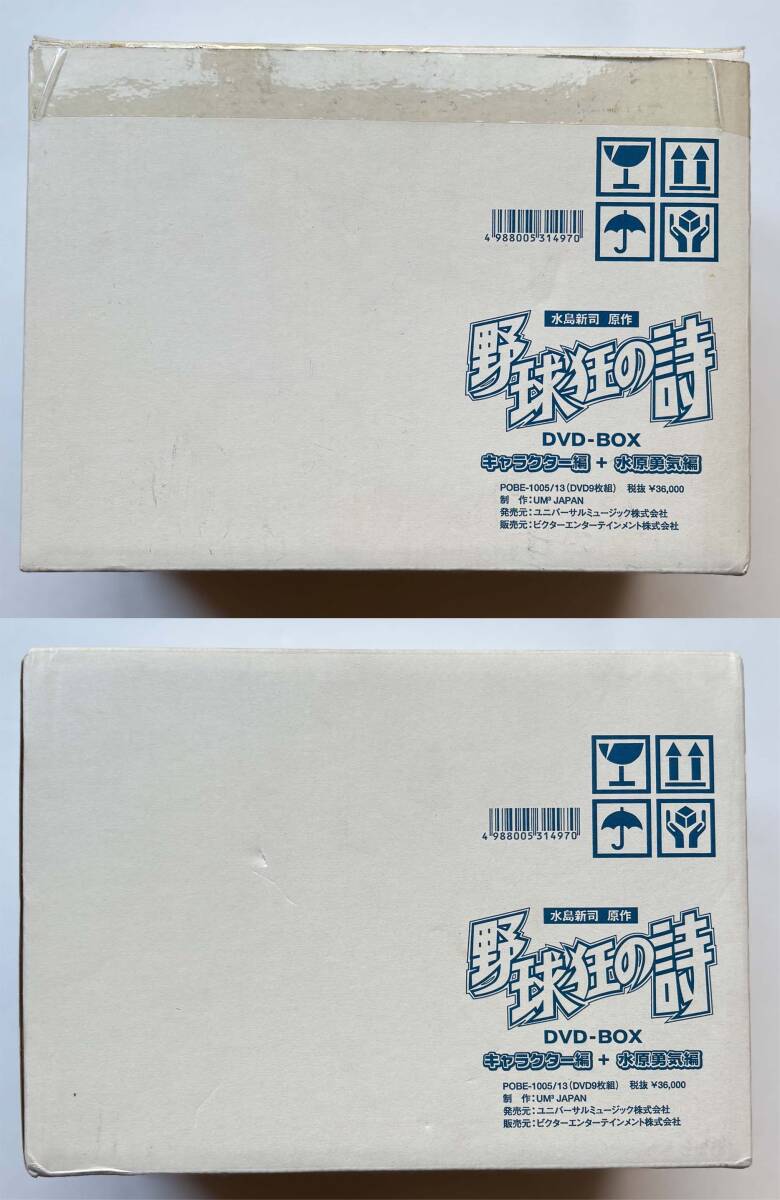 4 988005 314970
水島新司 原作
野球狂の詩
DVD-BOX
キャラクター編 + 水原勇気編
POBE-1005/13(DVD9枚組) 税抜 ¥36,000
制 作:UM³ JAPAN
発売元:ユニバーサルミュージック株式会社
販売元:ビクターエンターテインメント株式会社
4 988005 314970
水島新司 原作
野球狂の詩
DVD-BOX
キャラクター編 + 水原勇気編
POBE-1005/13(DVD9枚組) 税抜 ¥36,000
制 作:UM³ JAPAN
発売元:ユニバーサルミュージック株式会社
販売元:ビクターエンターテインメント株式会社